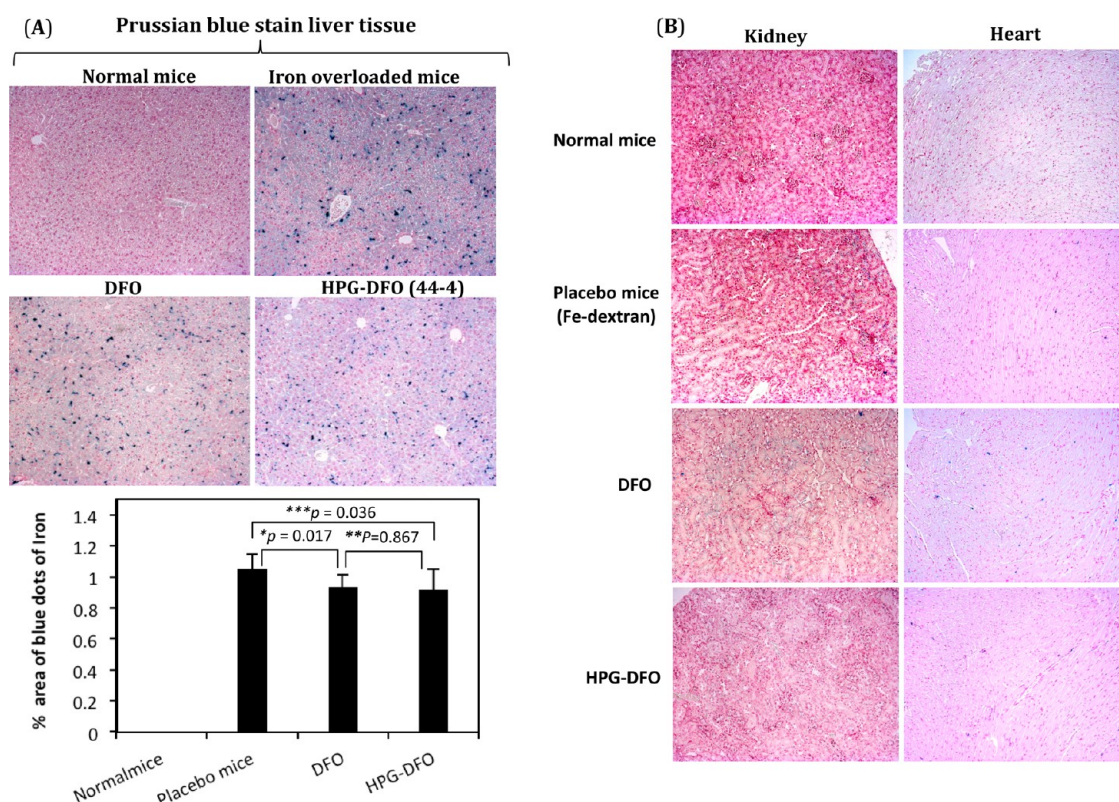 (A)
Prussian blue stain liver tissue
Normal mice
Iron overloaded mice
DFO
HPG-DFO (44-4)
% area of blue dots of Iron
1.4
1.2
1
0.8
0.6
0.4
0.2
0
***p = 0.036
*p = 0.017
**P=0.867
Normalmice
Placebo mice
DFO
HPG-DFO
(B)
Kidney
Heart
Normal mice
Placebo mice
(Fe-dextran)
DFO
HPG-DFO